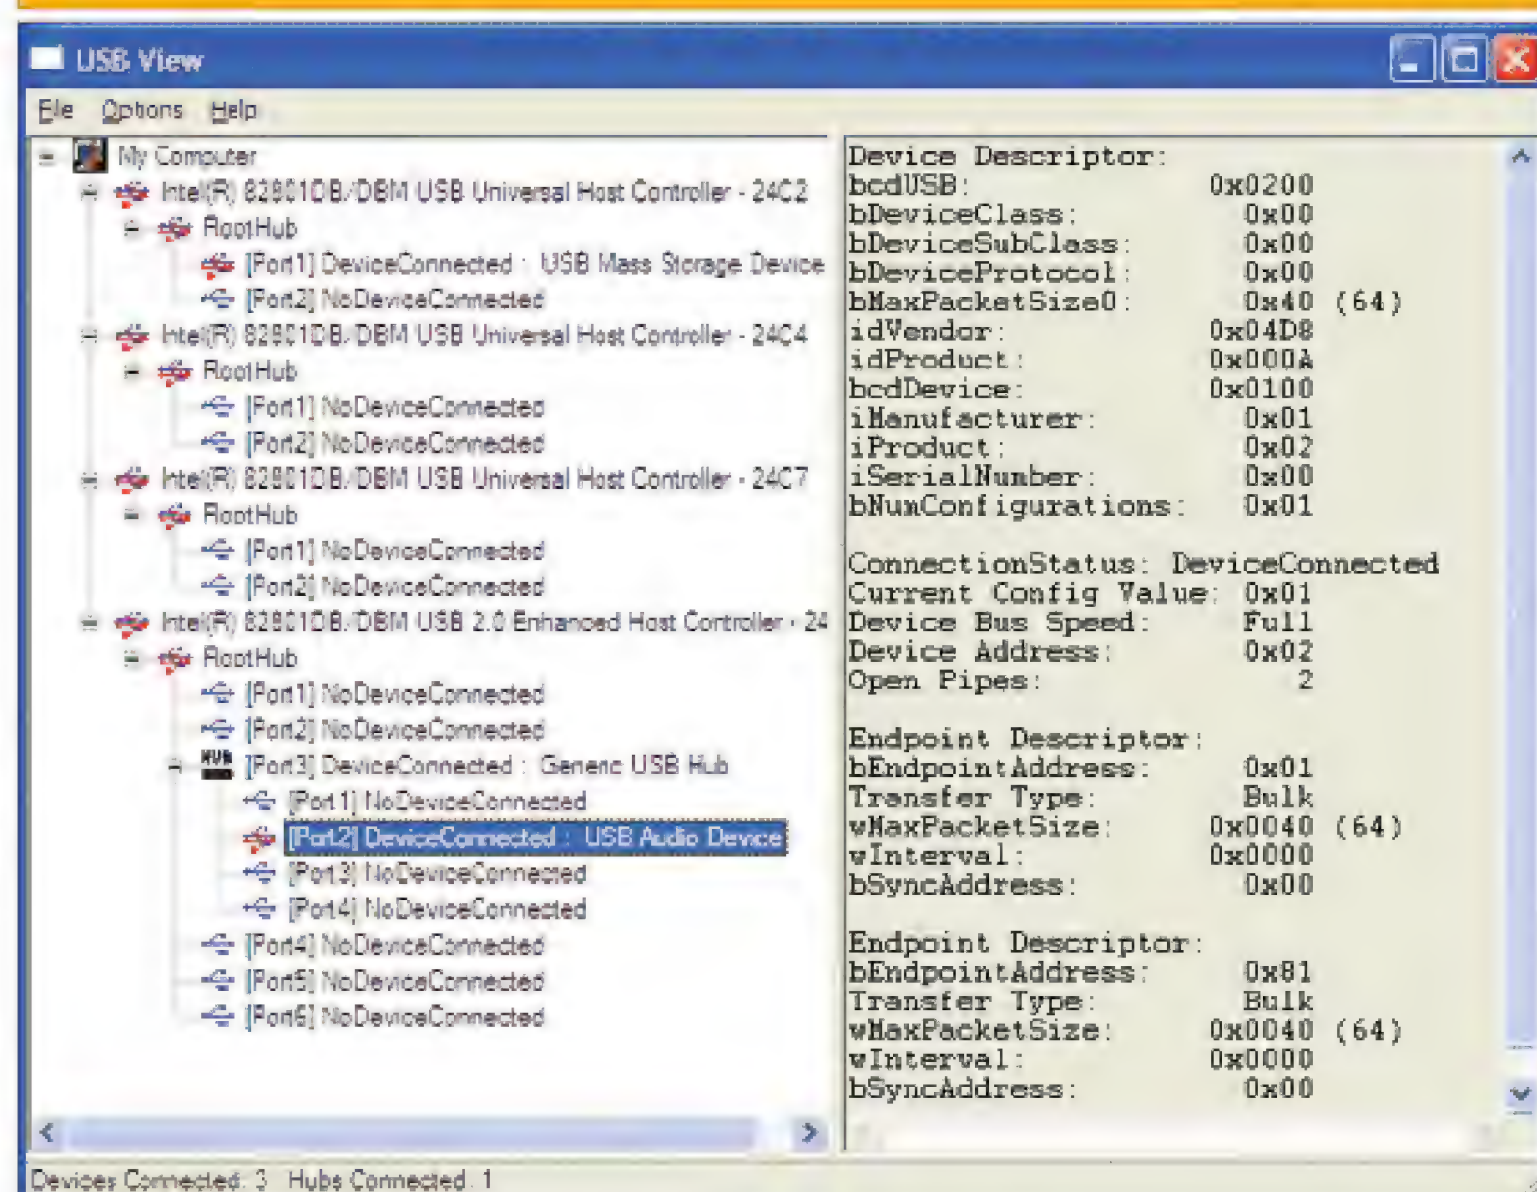 USB View
File Options Help
My Computer
Intel(R) 82801DB/DBM USB Universal Host Controller - 24C2
RootHub
[Port1] DeviceConnected : USB Mass Storage Device
[Port2] NoDeviceConnected
Intel(R) 82801DB/DBM USB Universal Host Controller - 24C4
RootHub
[Port1] NoDeviceConnected
[Port2] NoDeviceConnected
Intel(R) 82801DB/DBM USB Universal Host Controller - 24C7
RootHub
[Port1] NoDeviceConnected
[Port2] NoDeviceConnected
Intel(R) 82801DB/DBM USB 2.0 Enhanced Host Controller - 24
RootHub
[Port1] NoDeviceConnected
[Port2] NoDeviceConnected
HUB [Port3] DeviceConnected : Generic USB Hub
[Port1] NoDeviceConnected
[Port2] DeviceConnected : USB Audio Device
[Port3] NoDeviceConnected
[Port4] NoDeviceConnected
[Port4] NoDeviceConnected
[Port5] NoDeviceConnected
[Port6] NoDeviceConnected
Device Descriptor:
bcdUSB: 0x0200
bDeviceClass: 0x00
bDeviceSubClass: 0x00
bDeviceProtocol: 0x00
bMaxPacketSize0: 0x40 (64)
idVendor: 0x04D8
idProduct: 0x000A
bcdDevice: 0x0100
iManufacturer: 0x01
iProduct: 0x02
iSerialNumber: 0x00
bNumConfigurations: 0x01
ConnectionStatus: DeviceConnected
Current Config Value: 0x01
Device Bus Speed: Full
Device Address: 0x02
Open Pipes: 2
Endpoint Descriptor:
bEndpointAddress: 0x01
Transfer Type: Bulk
wMaxPacketSize: 0x0040 (64)
wInterval: 0x0000
bSyncAddress: 0x00
Endpoint Descriptor:
bEndpointAddress: 0x81
Transfer Type: Bulk
wMaxPacketSize: 0x0040 (64)
wInterval: 0x0000
bSyncAddress: 0x00
Devices Connected: 3 Hubs Connected: 1